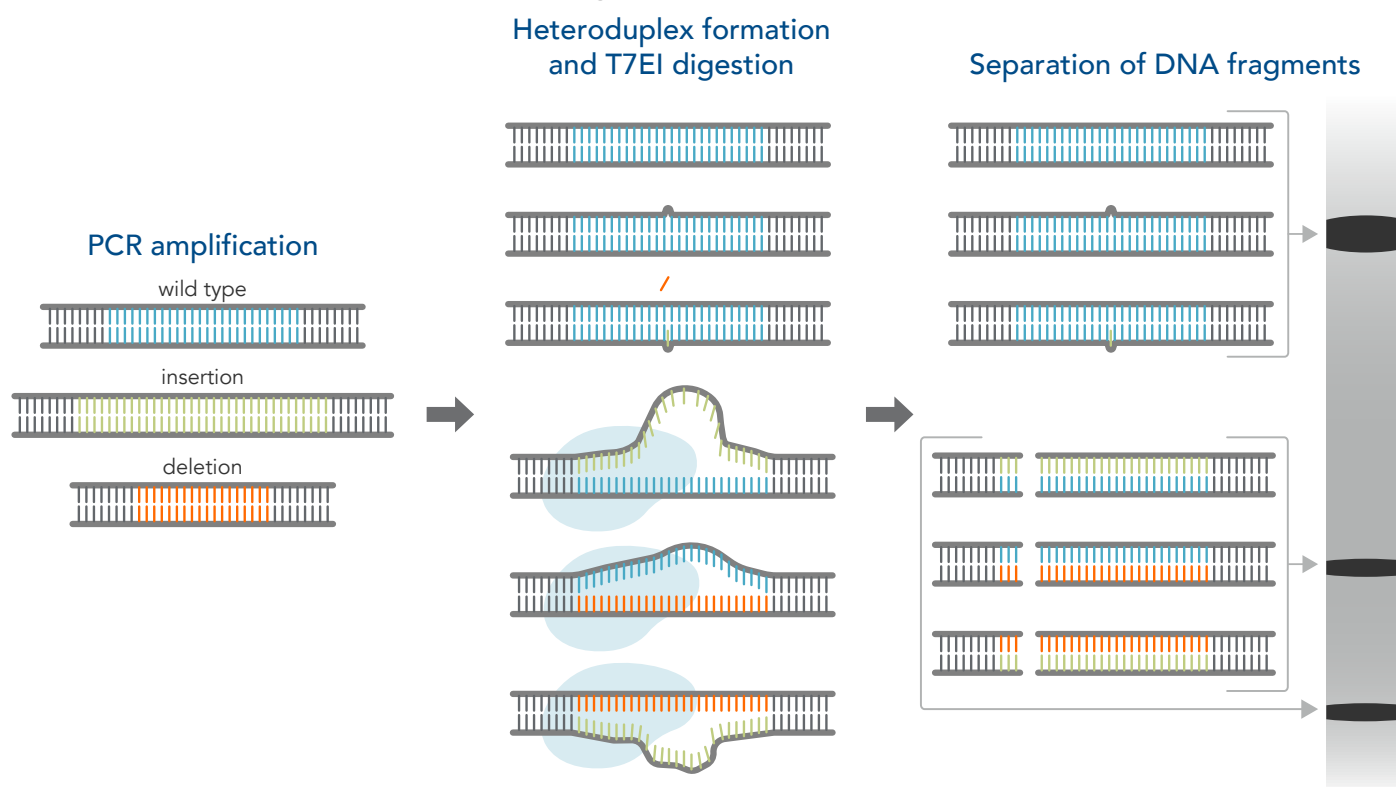 PCR amplification
wild type
insertion
deletion
Heteroduplex formation
and T7EI digestion
Separation of DNA fragments